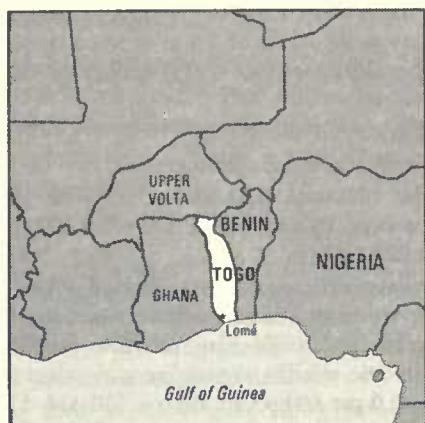 UPPER
VOLTA
BENIN
TOGO
NIGERIA
GHANA
Lomé
Gulf of Guinea